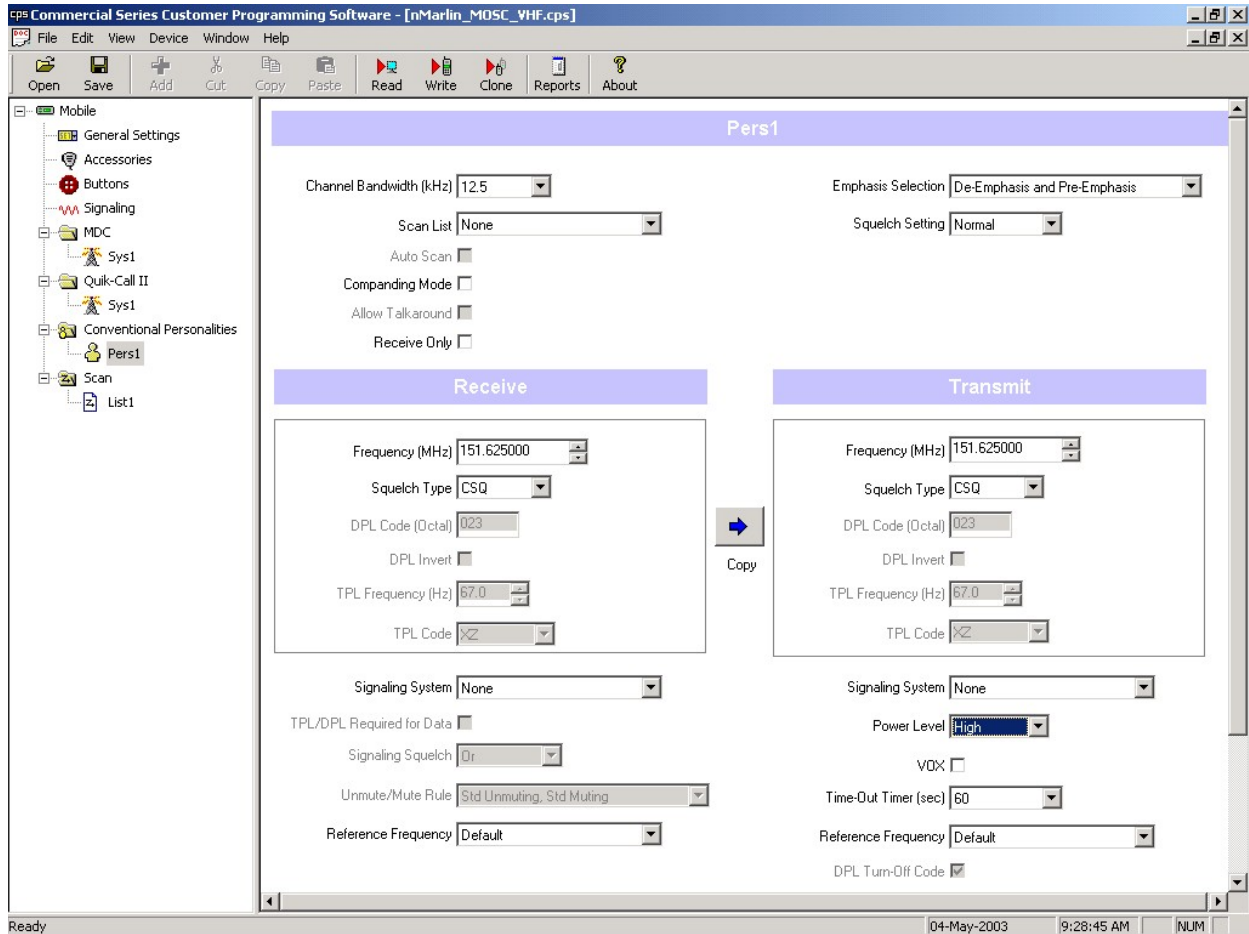 cps Commercial Series Customer Programming Software - [nMarlin_MOSC_VHF.cps]
File Edit View Device Window Help
Open Save Add Cut Copy Paste Read Write Clone Reports About
Mobile
General Settings
Accessories
Buttons
Signaling
MDC
Sys1
Quik-Call II
Sys1
Conventional Personalities
Pers1
Scan
List1
Pers1
Channel Bandwidth (kHz) 12.5
Emphasis Selection De-Emphasis and Pre-Emphasis
Scan List None
Squelch Setting Normal
Auto Scan
Companding Mode
Allow Talkaround
Receive Only
Receive
Frequency (MHz) 151.625000
Squelch Type CSQ
DPL Code (Octal) 023
DPL Invert
TPL Frequency (Hz) 67.0
TPL Code XZ
Copy
Transmit
Frequency (MHz) 151.625000
Squelch Type CSQ
DPL Code (Octal) 023
DPL Invert
TPL Frequency (Hz) 67.0
TPL Code XZ
Signaling System None
TPL/DPL Required for Data
Signaling Squelch Or
Unmute/Mute Rule Std Unmuting, Std Muting
Reference Frequency Default
Signaling System None
Power Level High
VOX
Time-Out Timer (sec) 60
Reference Frequency Default
DPL Turn-Off Code
Ready
04-May-2003 9:28:45 AM NUM